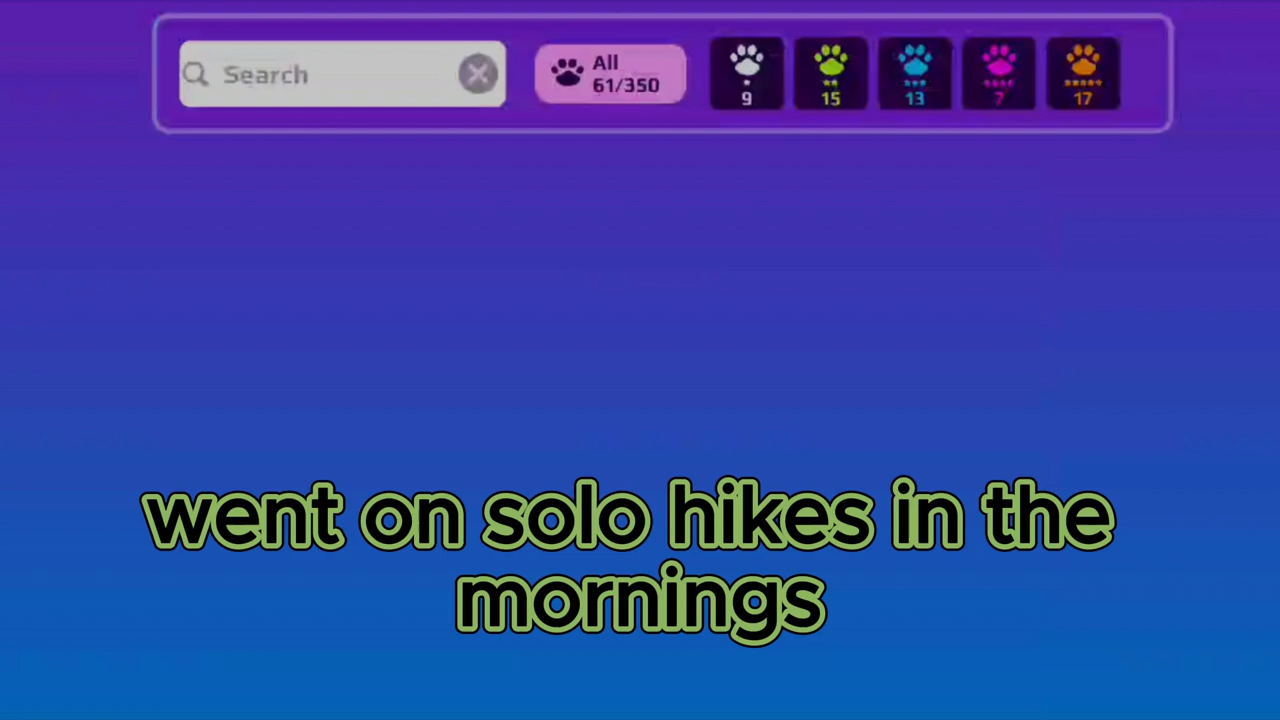 Search
All
61/350
9 15 13 7 17
went on solo hikes in the
mornings